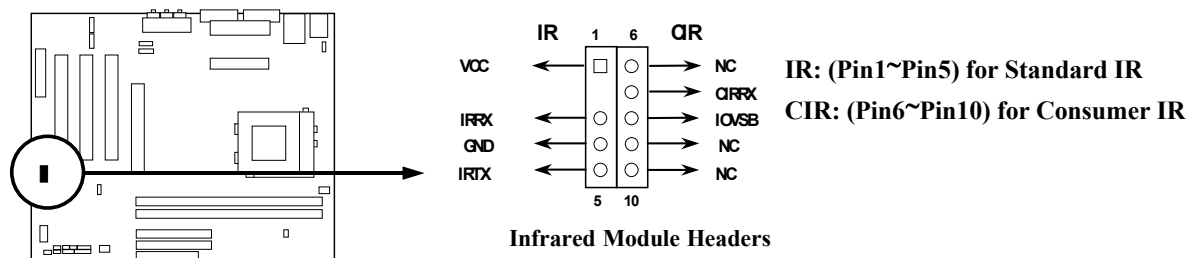 IR 1 6 CIR
VCC NC
CIRRX
IRRX IOVSB
GND NC
IRTX NC
5 10
Infrared Module Headers
IR: (Pin1~Pin5) for Standard IR
CIR: (Pin6~Pin10) for Consumer IR